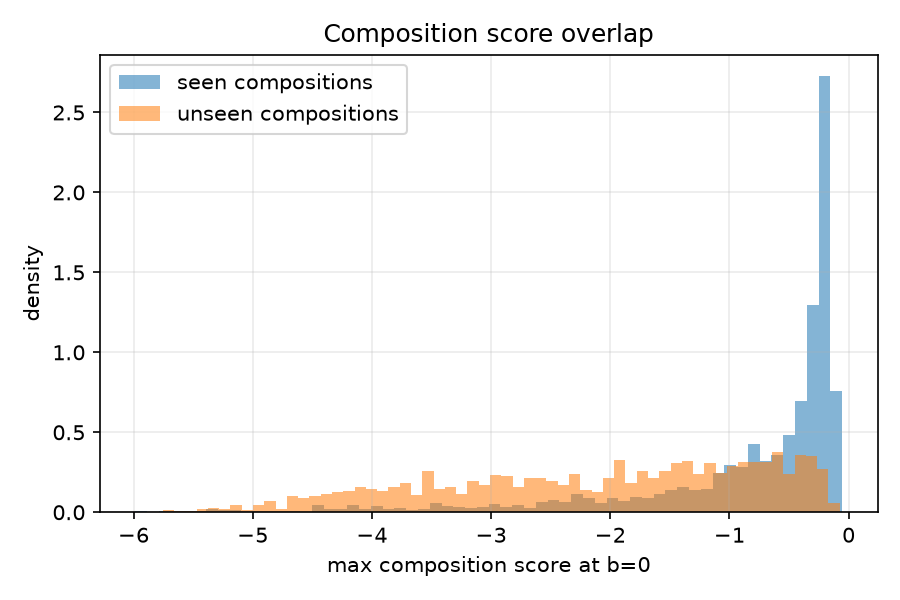 Composition score overlap
seen compositions
unseen compositions
density
2.5
2.0
1.5
1.0
0.5
0.0
−6 −5 −4 −3 −2 −1 0
max composition score at b=0